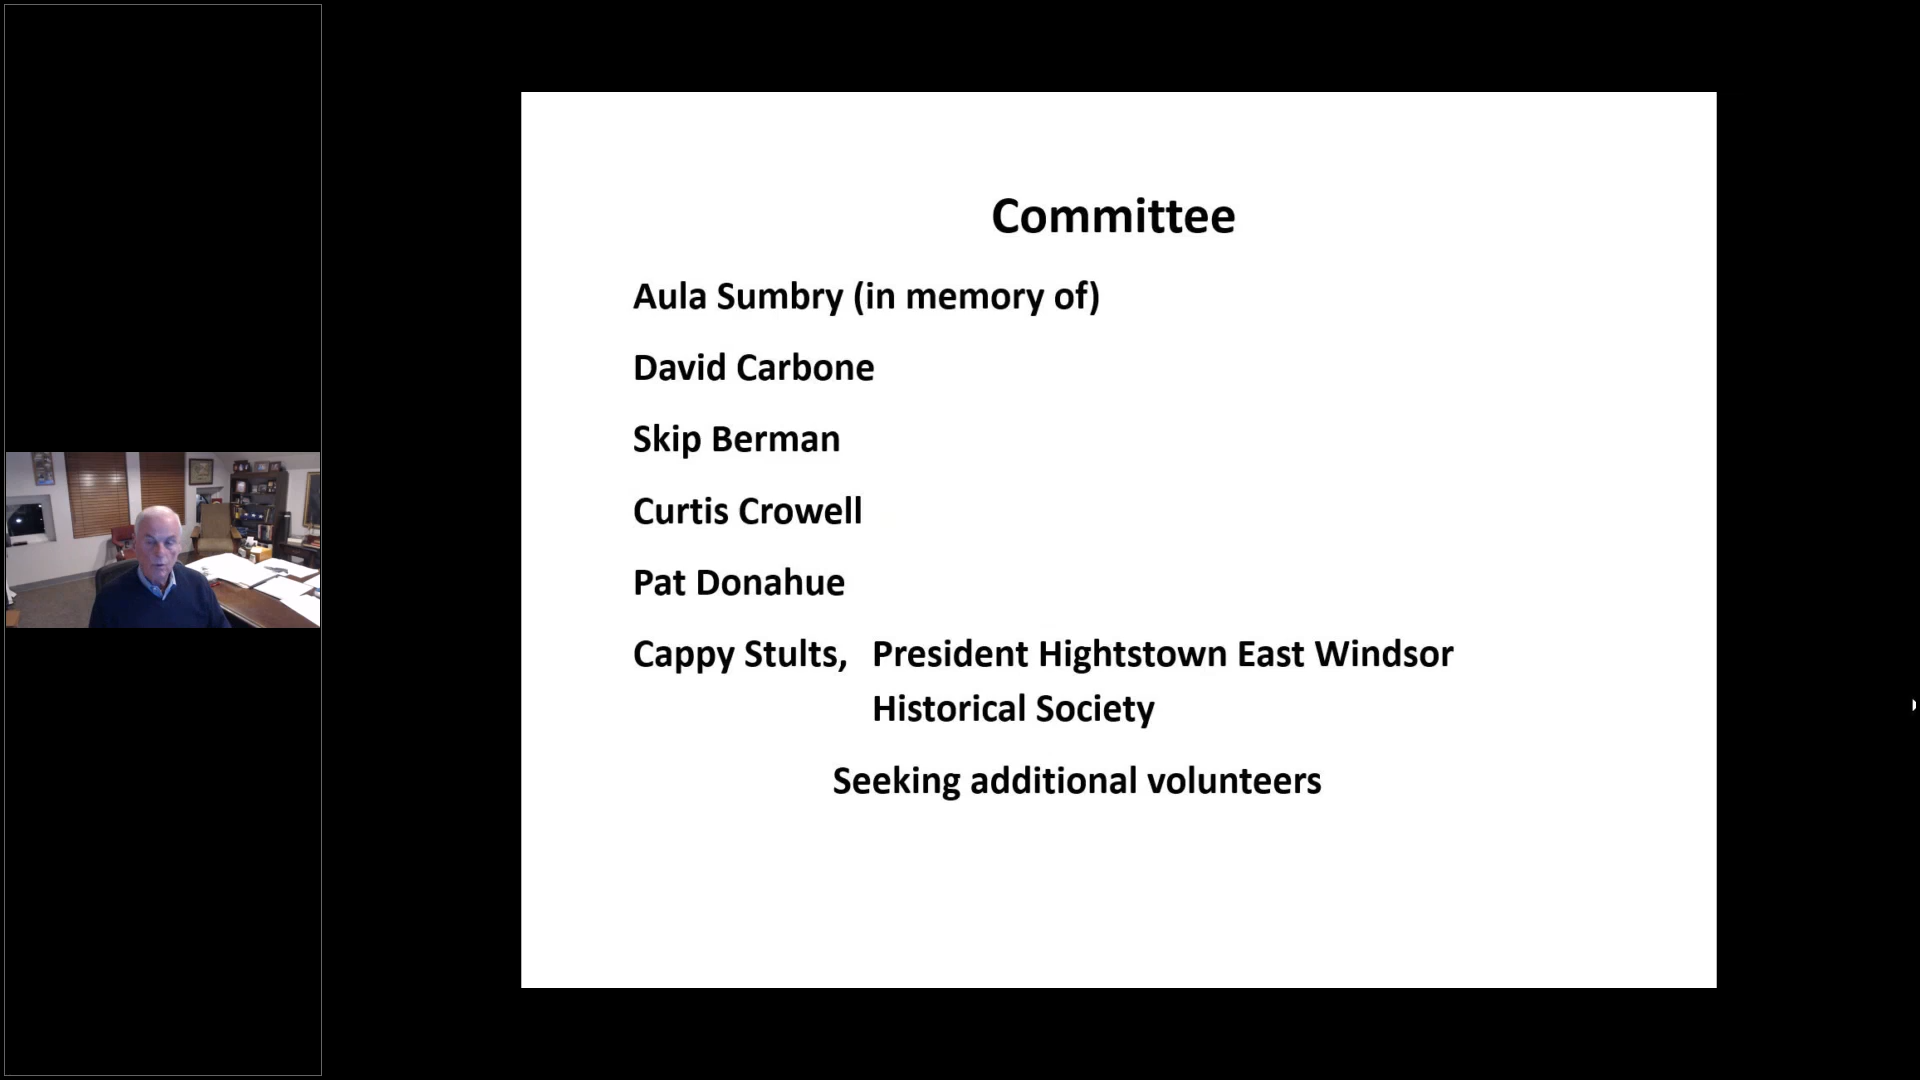 Committee
Aula Sumbry (in memory of)
David Carbone
Skip Berman
Curtis Crowell
Pat Donahue
Cappy Stults, President Hightstown East Windsor
Historical Society
Seeking additional volunteers